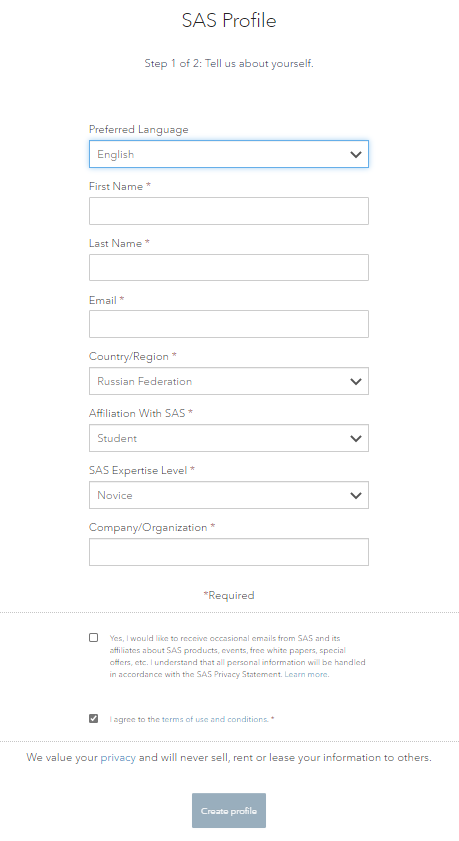 SAS Profile
Step 1 of 2: Tell us about yourself.
Preferred Language
English
First Name *
Last Name *
Email *
Country/Region *
Russian Federation
Affiliation With SAS *
Student
SAS Expertise Level *
Novice
Company/Organization *
*Required
Yes, I would like to receive occasional emails from SAS and its
affiliates about SAS products, events, free white papers, special
offers, etc. I understand that all personal information will be handled
in accordance with the SAS Privacy Statement. Learn more.
I agree to the terms of use and conditions. *
We value your privacy and will never sell, rent or lease your information to others.
Create profile